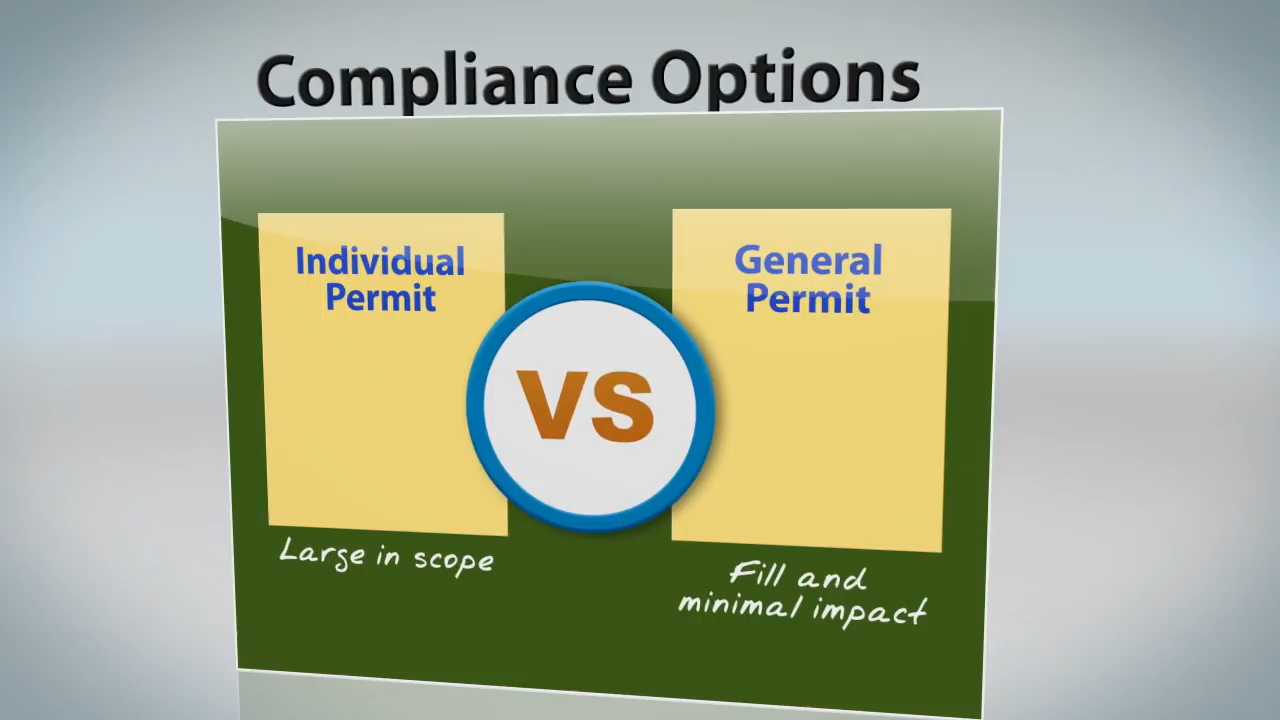 Compliance Options
Individual
Permit
VS
General
Permit
Large in scope
Fill and
minimal impact